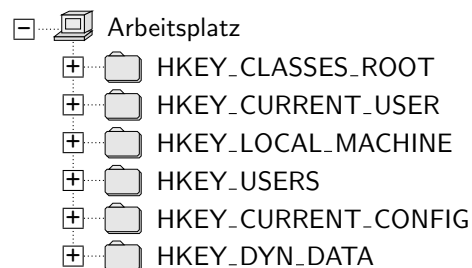 Arbeitsplatz
HKEY_CLASSES_ROOT
HKEY_CURRENT_USER
HKEY_LOCAL_MACHINE
HKEY_USERS
HKEY_CURRENT_CONFIG
HKEY_DYN_DATA